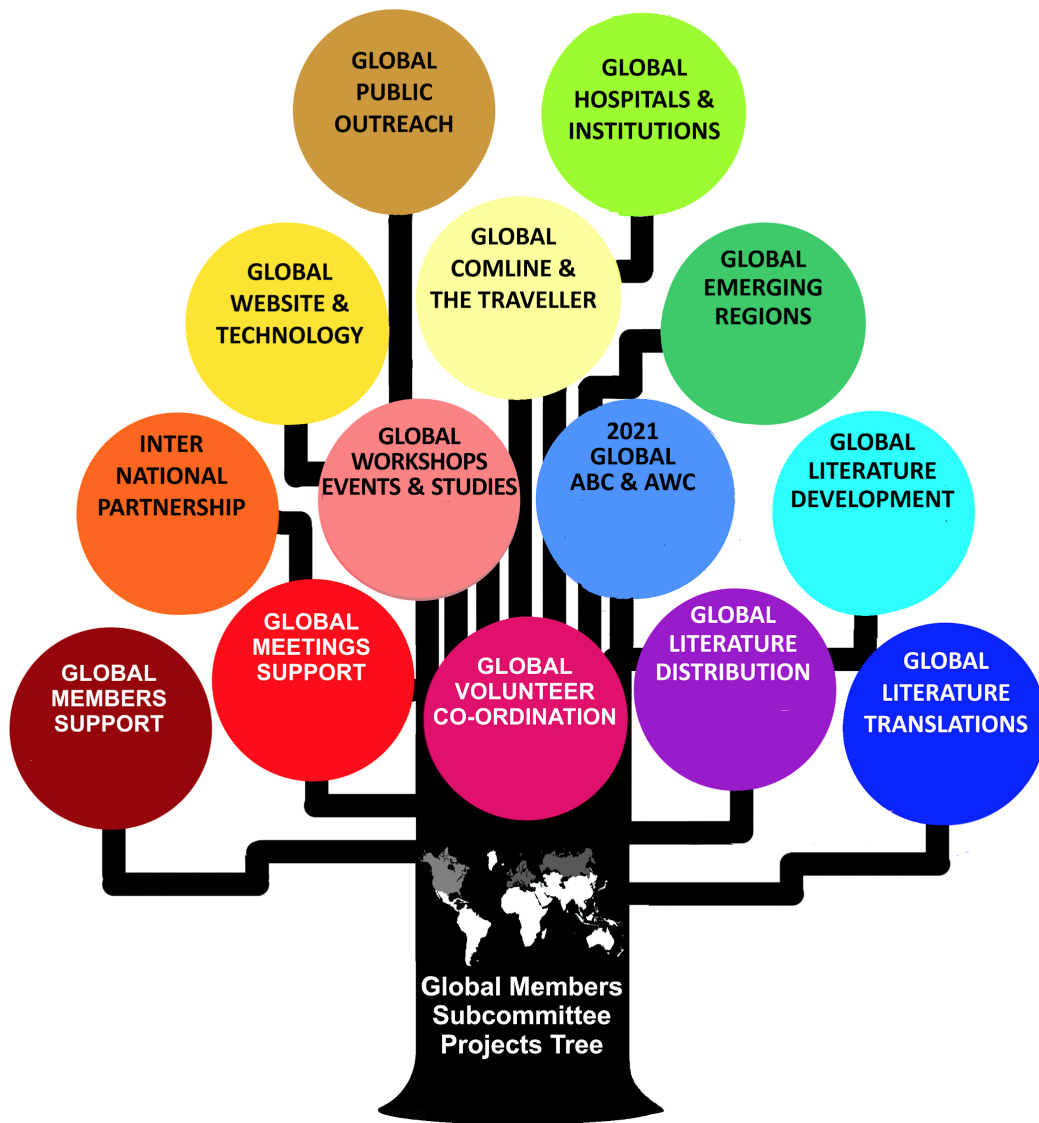 GLOBAL
PUBLIC
OUTREACH
GLOBAL
HOSPITALS &
INSTITUTIONS
GLOBAL
WEBSITE &
TECHNOLOGY
GLOBAL
COMLINE &
THE TRAVELLER
GLOBAL
EMERGING
REGIONS
INTER
NATIONAL
PARTNERSHIP
GLOBAL
WORKSHOPS
EVENTS & STUDIES
2021
GLOBAL
ABC & AWC
GLOBAL
LITERATURE
DEVELOPMENT
GLOBAL
MEMBERS
SUPPORT
GLOBAL
MEETINGS
SUPPORT
GLOBAL
VOLUNTEER
CO-ORDINATION
GLOBAL
LITERATURE
DISTRIBUTION
GLOBAL
LITERATURE
TRANSLATIONS
Global Members
Subcommittee
Projects Tree